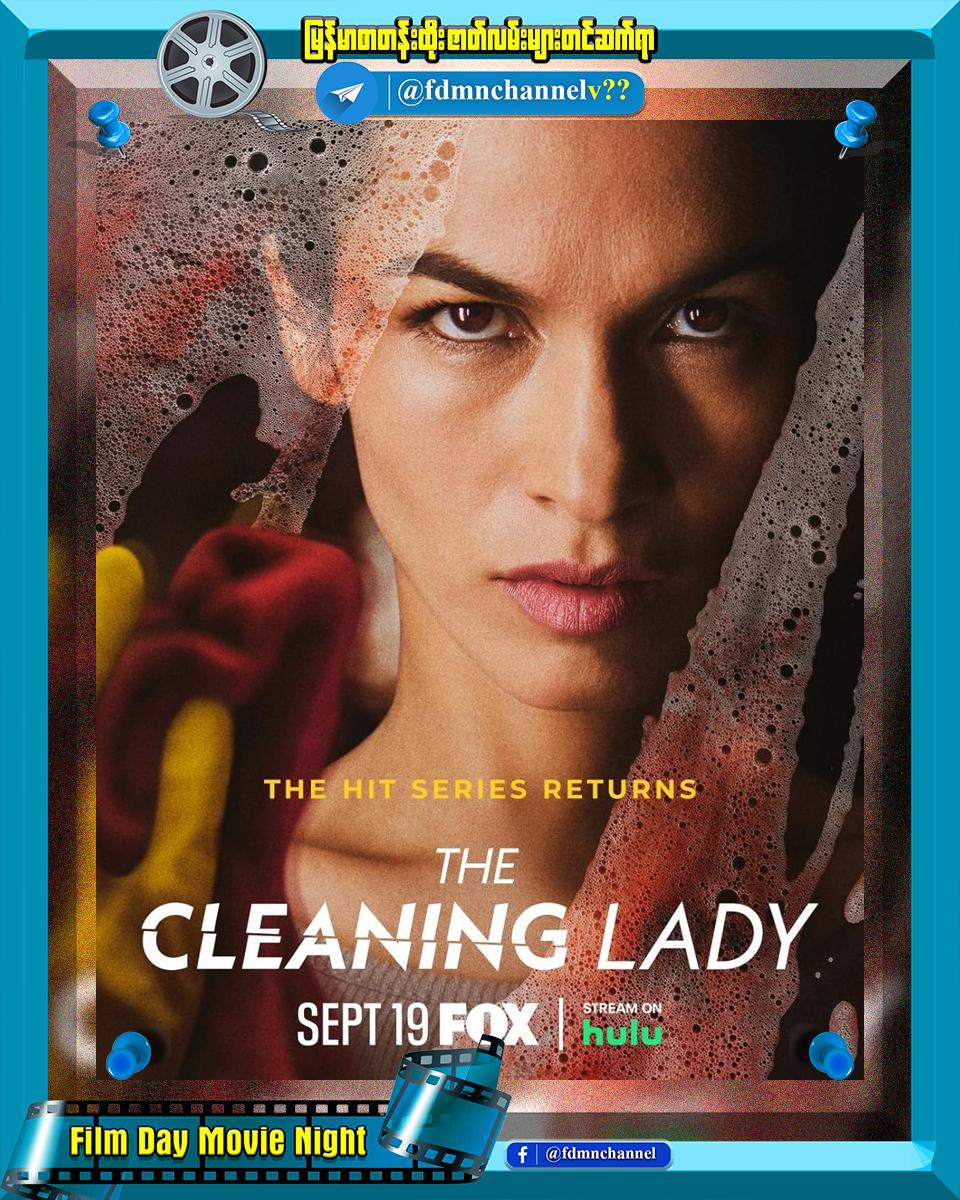 မြန်မာစာတန်းထိုးဇာတ်လမ်းများတင်ဆက်ရာ
@fdmnchannelv??
THE HIT SERIES RETURNS
THE
CLEANING LADY
SEPT 19 FOX | STREAM ON hulu
Film Day Movie Night
f | @fdmnchannel